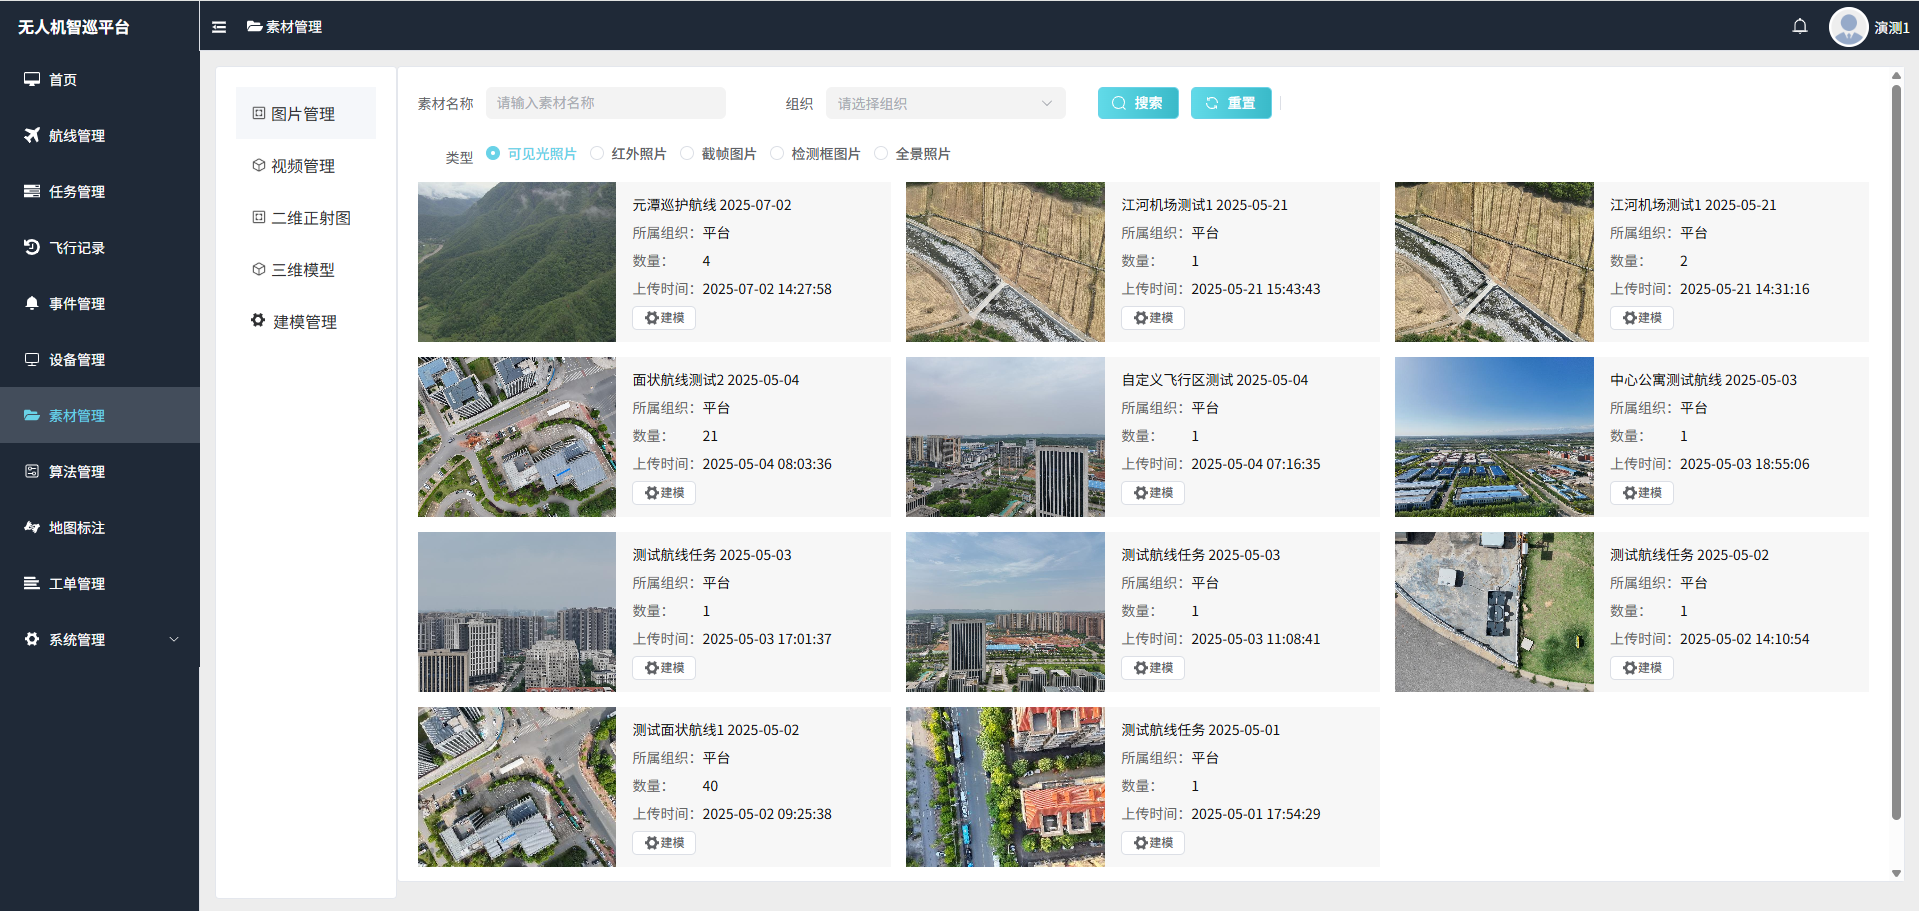 无人机智巡平台
素材管理
演测1
首页
航线管理
任务管理
飞行记录
事件管理
设备管理
素材管理
算法管理
地图标注
工单管理
系统管理
图片管理
视频管理
二维正射图
三维模型
建模管理
素材名称 请输入素材名称 组织 请选择组织 搜索 重置
类型 可见光照片 红外照片 截帧图片 检测框图片 全景照片
元潭巡护航线 2025-07-02
所属组织：平台
数量： 4
上传时间：2025-07-02 14:27:58
建模
江河机场测试1 2025-05-21
所属组织：平台
数量： 1
上传时间：2025-05-21 15:43:43
建模
江河机场测试1 2025-05-21
所属组织：平台
数量： 2
上传时间：2025-05-21 14:31:16
建模
面状航线测试2 2025-05-04
所属组织：平台
数量： 21
上传时间：2025-05-04 08:03:36
建模
自定义飞行区测试 2025-05-04
所属组织：平台
数量： 1
上传时间：2025-05-04 07:16:35
建模
中心公寓测试航线 2025-05-03
所属组织：平台
数量： 1
上传时间：2025-05-03 18:55:06
建模
测试航线任务 2025-05-03
所属组织：平台
数量： 1
上传时间：2025-05-03 17:01:37
建模
测试航线任务 2025-05-03
所属组织：平台
数量： 1
上传时间：2025-05-03 11:08:41
建模
测试航线任务 2025-05-02
所属组织：平台
数量： 1
上传时间：2025-05-02 14:10:54
建模
测试面状航线1 2025-05-02
所属组织：平台
数量： 40
上传时间：2025-05-02 09:25:38
建模
测试航线任务 2025-05-01
所属组织：平台
数量： 1
上传时间：2025-05-01 17:54:29
建模